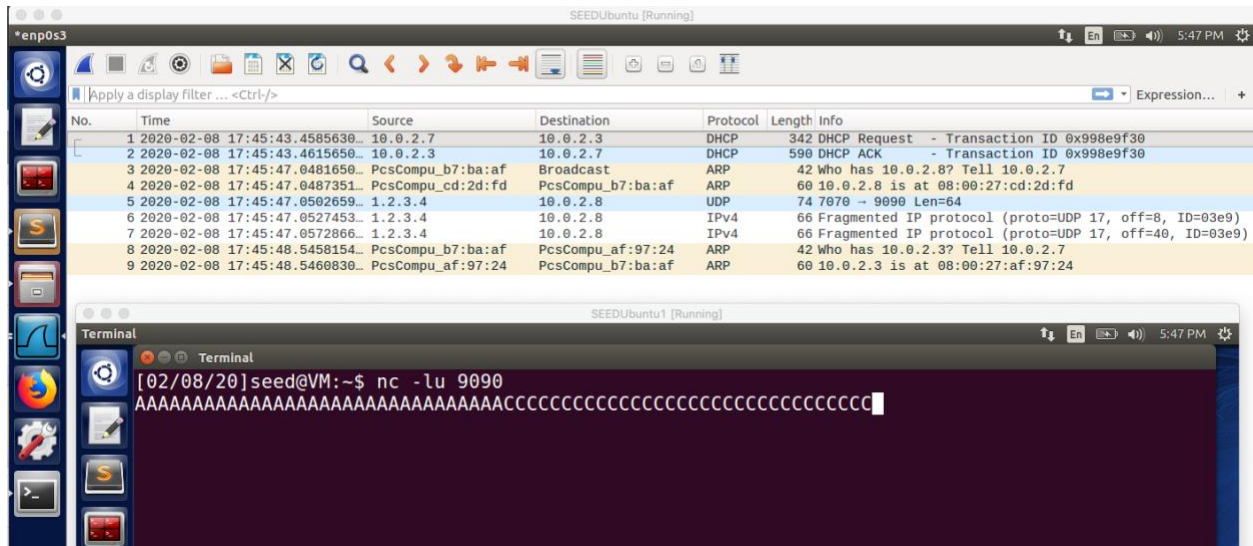 SEEDUbuntu [Running]
*enp0s3 En 5:47 PM
Apply a display filter ... <Ctrl-/> Expression... +
No. Time Source Destination Protocol Length Info
1 2020-02-08 17:45:43.4585630… 10.0.2.7 10.0.2.3 DHCP 342 DHCP Request - Transaction ID 0x998e9f30
2 2020-02-08 17:45:43.4615650… 10.0.2.3 10.0.2.7 DHCP 590 DHCP ACK - Transaction ID 0x998e9f30
3 2020-02-08 17:45:47.0481650… PcsCompu_b7:ba:af Broadcast ARP 42 Who has 10.0.2.8? Tell 10.0.2.7
4 2020-02-08 17:45:47.0487351… PcsCompu_cd:2d:fd PcsCompu_b7:ba:af ARP 60 10.0.2.8 is at 08:00:27:cd:2d:fd
5 2020-02-08 17:45:47.0502659… 1.2.3.4 10.0.2.8 UDP 74 7070 → 9090 Len=64
6 2020-02-08 17:45:47.0527453… 1.2.3.4 10.0.2.8 IPv4 66 Fragmented IP protocol (proto=UDP 17, off=8, ID=03e9)
7 2020-02-08 17:45:47.0572866… 1.2.3.4 10.0.2.8 IPv4 66 Fragmented IP protocol (proto=UDP 17, off=40, ID=03e9)
8 2020-02-08 17:45:48.5458154… PcsCompu_b7:ba:af PcsCompu_af:97:24 ARP 42 Who has 10.0.2.3? Tell 10.0.2.7
9 2020-02-08 17:45:48.5460830… PcsCompu_af:97:24 PcsCompu_b7:ba:af ARP 60 10.0.2.3 is at 08:00:27:af:97:24
SEEDUbuntu1 [Running]
Terminal En 5:47 PM
Terminal
[02/08/20]seed@VM:~$ nc -lu 9090
AAAAAAAAAAAAAAAAAAAAAAAAAAAAAAAACCCCCCCCCCCCCCCCCCCCCCCCCCCCCCCC